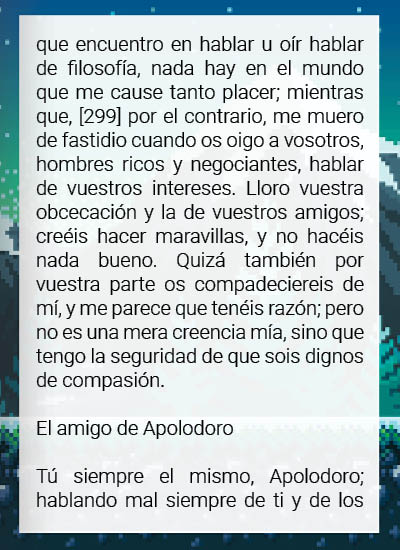 que encuentro en hablar u oír hablar
de filosofía, nada hay en el mundo
que me cause tanto placer; mientras
que, [299] por el contrario, me muero
de fastidio cuando os oigo a vosotros,
hombres ricos y negociantes, hablar
de vuestros intereses. Lloro vuestra
obcecación y la de vuestros amigos;
creéis hacer maravillas, y no hacéis
nada bueno. Quizá también por
vuestra parte os compadeciereis de
mí, y me parece que tenéis razón; pero
no es una mera creencia mía, sino que
tengo la seguridad de que sois dignos
de compasión.

El amigo de Apolodoro

Tú siempre el mismo, Apolodoro;
hablando mal siempre de ti y de los